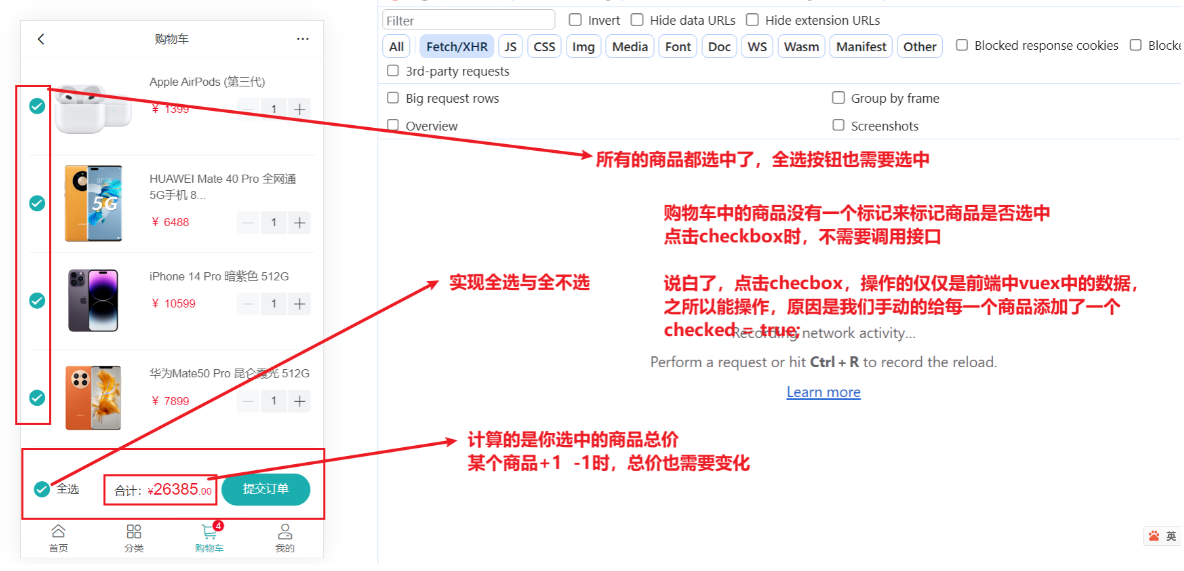 购物车
...
Apple AirPods (第三代)
¥ 1399
— 1 +
HUAWEI Mate 40 Pro 全网通
5G手机 8...
¥ 6488
— 1 +
5G
iPhone 14 Pro 暗紫色 512G
¥ 10599
— 1 +
华为Mate50 Pro 昆仑霞光 512G
¥ 7899
— 1 +
全选
合计：¥26385.00
提交订单
4
首页
分类
购物车
我的
Filter
Invert
Hide data URLs
Hide extension URLs
All
Fetch/XHR
JS
CSS
Img
Media
Font
Doc
WS
Wasm
Manifest
Other
Blocked response cookies
Blocke
3rd-party requests
Big request rows
Group by frame
Overview
Screenshots
所有的商品都选中了，全选按钮也需要选中
购物车中的商品没有一个标记来标记商品是否选中
点击checkbox时，不需要调用接口
实现全选与全不选
说白了，点击checbox，操作的仅仅是前端中vuex中的数据，
之所以能操作，原因是我们手动的给每一个商品添加了一个
checked = true;
Recording network activity...
Perform a request or hit Ctrl + R to record the reload.
Learn more
计算的是你选中的商品总价
某个商品+1 -1时，总价也需要变化
英